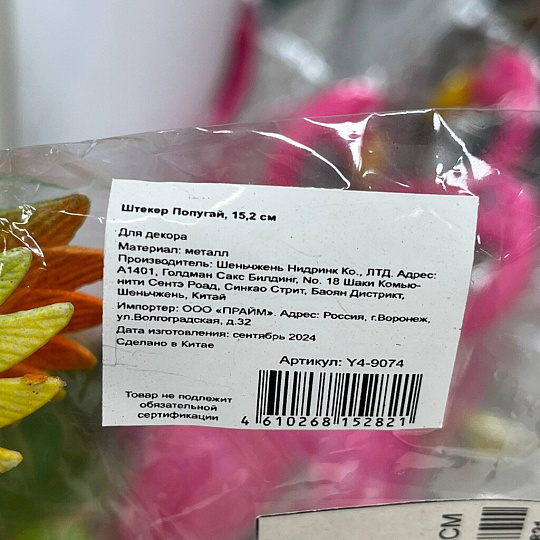 Штекер Попугай, 15,2 см
Для декора
Материал: металл
Производитель: Шеньчжень Нидринк Ко., ЛТД. Адрес:
А1401, Голдман Сакс Билдинг, No. 18 Шаки Комью-
нити Сентэ Роад, Синкао Стрит, Баоян Дистрикт,
Шеньчжень, Китай
Импортер: ООО «ПРАЙМ». Адрес: Россия, г.Воронеж,
ул.Волгоградская, д.32
Дата изготовления: сентябрь 2024
Сделано в Китае
Артикул: Y4-9074
Товар не подлежит
обязательной
сертификации
4 610268 152821
СМ